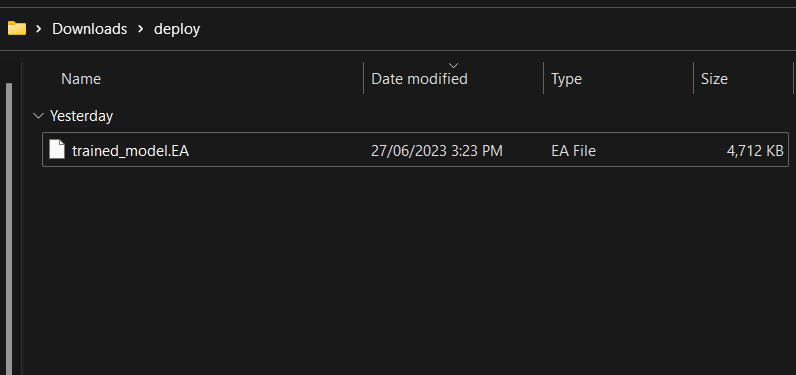 Downloads > deploy
Name Date modified Type Size
Yesterday
trained_model.EA 27/06/2023 3:23 PM EA File 4,712 KB